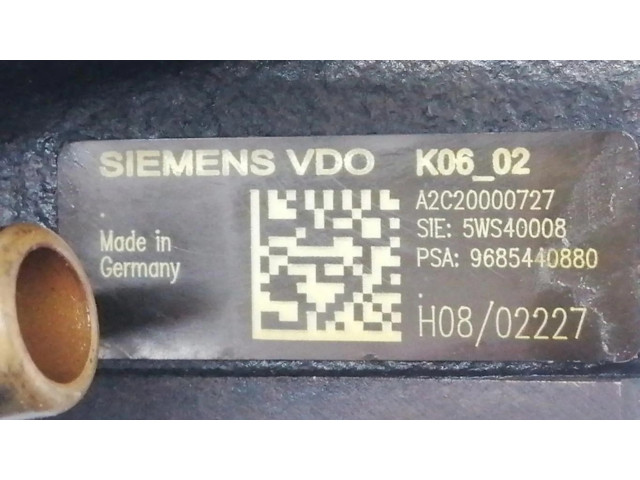 SIEMENS VDO K06_02
A2C20000727
SIE: 5WS40008
PSA: 9685440880
Made in
Germany
H08/02227